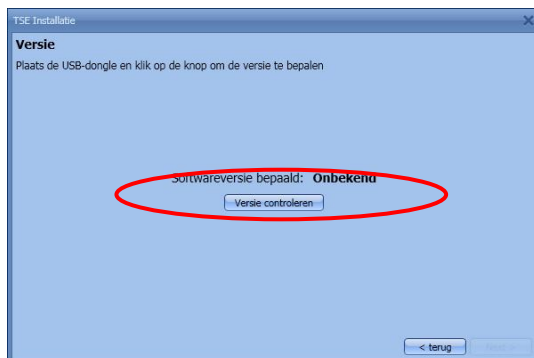 TSE Installatie
Versie
Plaats de USB-dongle en klik op de knop om de versie te bepalen
Softwareversie bepaald: Onbekend
Versie controleren
< terug